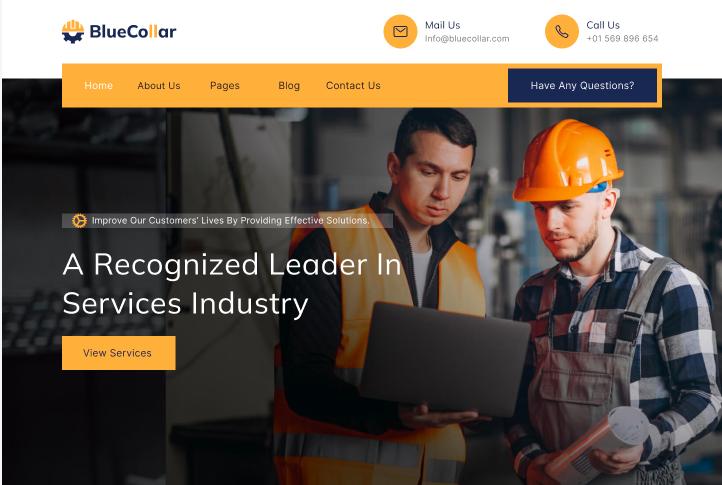 BlueCollar
Mail Us
Info@bluecollar.com
Call Us
+01 569 896 654
Home
About Us
Pages
Blog
Contact Us
Have Any Questions?
Improve Our Customers' Lives By Providing Effective Solutions.
A Recognized Leader In
Services Industry
View Services